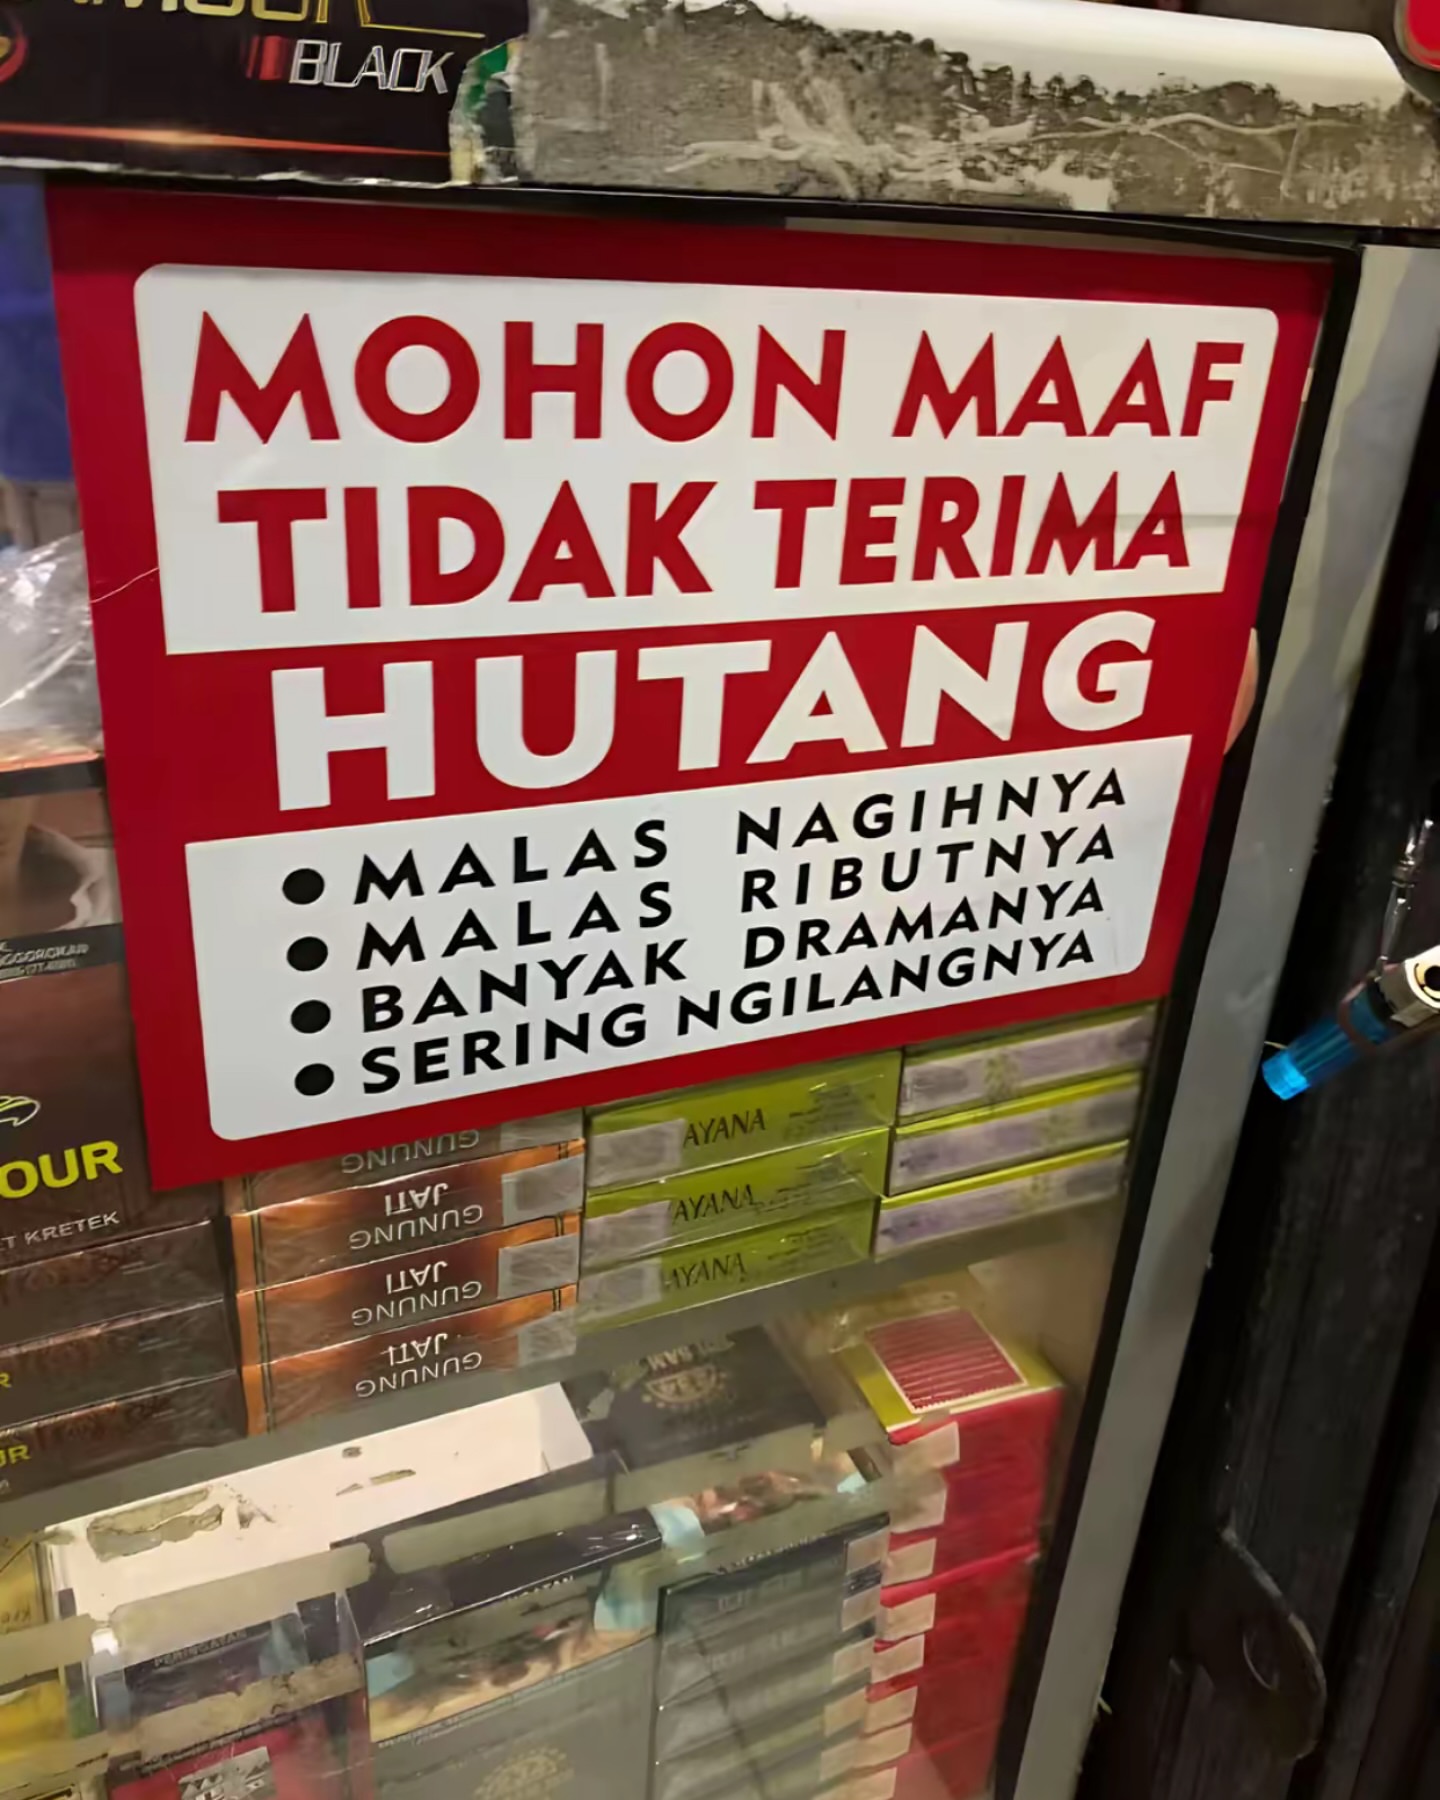 BLACK
MOHON MAAF
TIDAK TERIMA
HUTANG
● MALAS NAGIHNYA
● MALAS RIBUTNYA
● BANYAK DRAMANYA
● SERING NGILANGNYA
OUR
KRETEK
GUNUNG
JATI
GUNUNG
JATI
GUNUNG
JATI
GUNUNG
AYANA
AYANA
AYANA